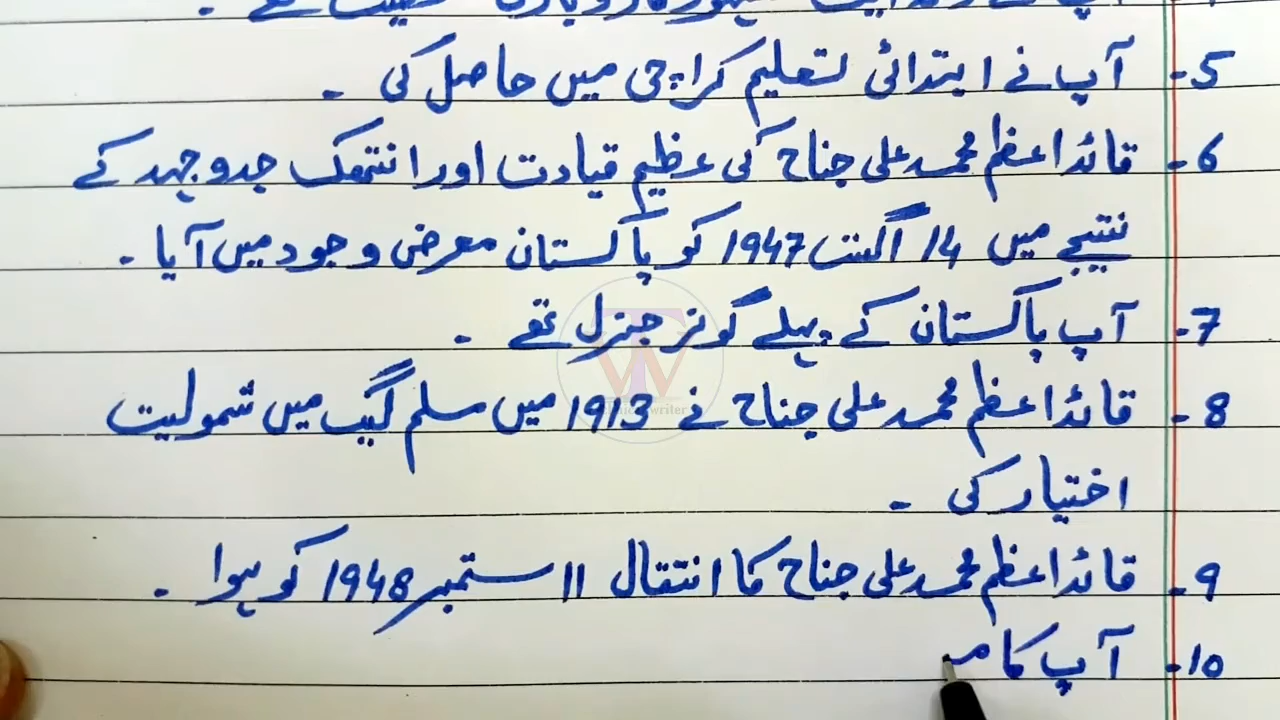 5- آپ نے ابتدائی تعلیم کراچی میں حاصل کی ۔
6- قائداعظم محمد علی جناح کی عظیم قیادت اور انتھک جدوجہد کے
نتیجے میں 14 اگست 1947 کو پاکستان معرض وجود میں آیا ۔
7- آپ پاکستان کے پہلے گورنر جنرل تھے ۔
8- قائداعظم محمد علی جناح نے 1913 میں مسلم لیگ میں شمولیت
اختیار کی ۔
9- قائداعظم محمد علی جناح کا انتقال 11 ستمبر 1948 کو ہوا ۔
10- آپ کا